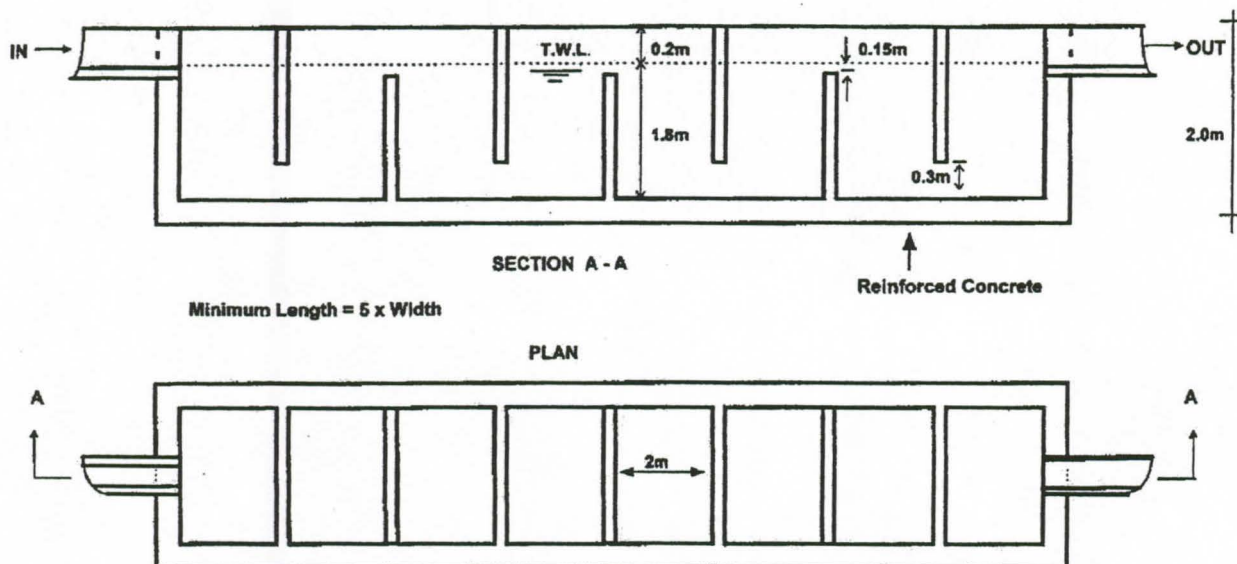 IN
T.W.L.
0.2m
0.15m
OUT
1.8m
2.0m
0.3m
SECTION A - A
Reinforced Concrete
Minimum Length = 5 x Width
PLAN
A
A
2m